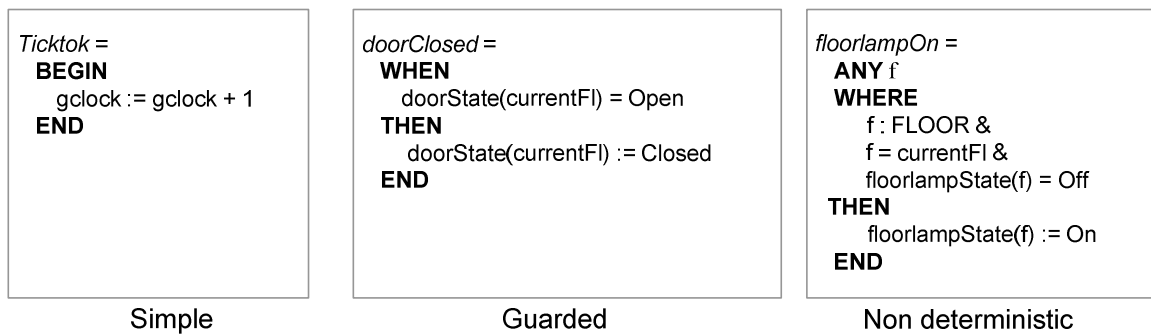 Ticktok =
BEGIN
gclock := gclock + 1
END
Simple
doorClosed =
WHEN
doorState(currentFl) = Open
THEN
doorState(currentFl) := Closed
END
Guarded
floorlampOn =
ANY f
WHERE
f : FLOOR &
f = currentFl &
floorlampState(f) = Off
THEN
floorlampState(f) := On
END
Non deterministic